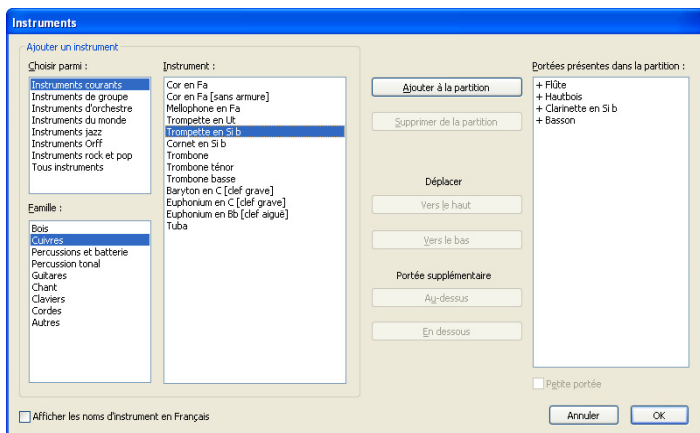 Instruments
Ajouter un instrument
Choisir parmi :
Instruments courants
Instruments de groupe
Instruments d'orchestre
Instruments du monde
Instruments jazz
Instruments Orff
Instruments rock et pop
Tous instruments
Famille :
Bois
Cuivres
Percussions et batterie
Percussion tonal
Guitares
Chant
Claviers
Cordes
Autres
Instrument :
Cor en Fa
Cor en Fa [sans armure]
Mellophone en Fa
Trompette en Ut
Trompette en Si b
Cornet en Si b
Trombone
Trombone ténor
Trombone basse
Baryton en C [clef grave]
Euphonium en C [clef grave]
Euphonium en Bb [clef aiguë]
Tuba
Ajouter à la partition
Supprimer de la partition
Déplacer
Vers le haut
Vers le bas
Portée supplémentaire
Au-dessus
En dessous
Portées présentes dans la partition :
+ Flûte
+ Hautbois
+ Clarinette en Si b
+ Basson
Petite portée
Afficher les noms d'instrument en Français
Annuler
OK